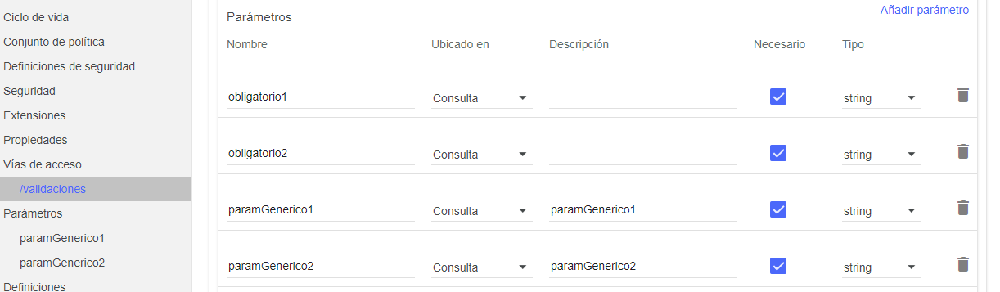 Ciclo de vida
Conjunto de política
Definiciones de seguridad
Seguridad
Extensiones
Propiedades
Vías de acceso
/validaciones
Parámetros
paramGenerico1
paramGenerico2
Definiciones
Parámetros
Añadir parámetro
Nombre Ubicado en Descripción Necesario Tipo
obligatorio1 Consulta string
obligatorio2 Consulta string
paramGenerico1 Consulta paramGenerico1 string
paramGenerico2 Consulta paramGenerico2 string